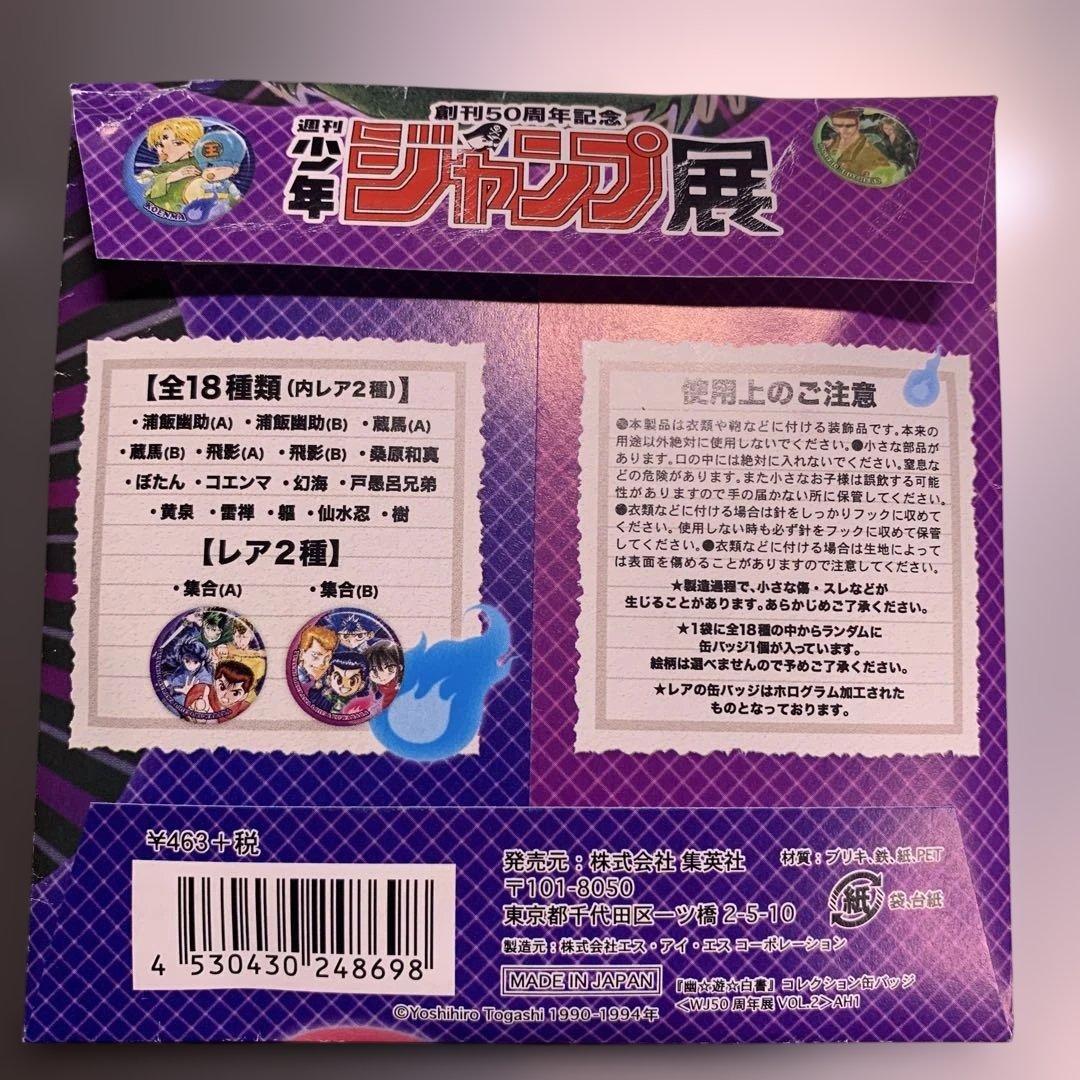 創刊50周年記念
週刊
少年
ジャンプ展
KOENMA
【全18種類(内レア2種)】
・浦飯幽助(A) ・浦飯幽助(B) ・蔵馬(A)
・蔵馬(B) ・飛影(A) ・飛影(B) ・桑原和真
・ぼたん ・コエンマ ・幻海 ・戸愚呂兄弟
・黄泉 ・雷禅 ・軀 ・仙水忍 ・樹
【レア2種】
・集合(A) ・集合(B)
使用上のご注意
●本製品は衣類や鞄などに付ける装飾品です。本来の
用途以外絶対に使用しないでください。●小さな部品が
あります。口の中には絶対に入れないでください。窒息な
どの危険があります。また小さなお子様は誤飲する可能
性がありますので手の届かない所に保管してください。
●衣類などに付ける場合は針をしっかりフックに収めて
ください。使用しない時も必ず針をフックに収めて保管
してください。●衣類などに付ける場合は生地によって
は表面を傷めることがありますので注意してください。
★製造過程で、小さな傷・スレなどが
生じることがあります。あらかじめご了承ください。
★1袋に全18種の中からランダムに
缶バッジ1個が入っています。
絵柄は選べませんので予めご了承ください。
★レアの缶バッジはホログラム加工された
ものとなっております。
¥463+税
4 530430 248698
発売元:株式会社 集英社
〒101-8050
東京都千代田区一ツ橋 2-5-10
製造元:株式会社エス・アイ・エス コーポレーション
材質:ブリキ、鉄、紙、PET
紙 袋、台紙
MADE IN JAPAN
『幽☆遊☆白書』コレクション缶バッジ
<WJ50周年展 VOL.2>AH1
©Yoshihiro Togashi 1990-1994年